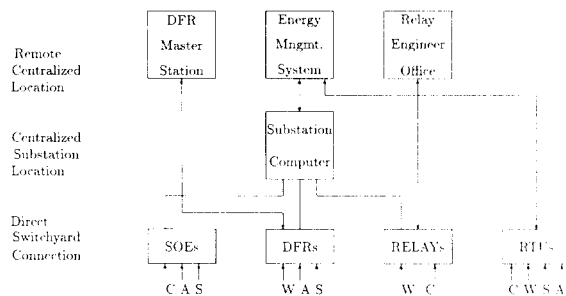 DFR
Master
Station
Energy
Mngmt.
System
Relay
Engineer
Office
Remote
Centralized
Location
Centralized
Substation
Location
Substation
Computer
Direct
Switchyard
Connection
SOEs
DFRs
RELAYs
RTUs
C A S
W A S
W C
C W S A